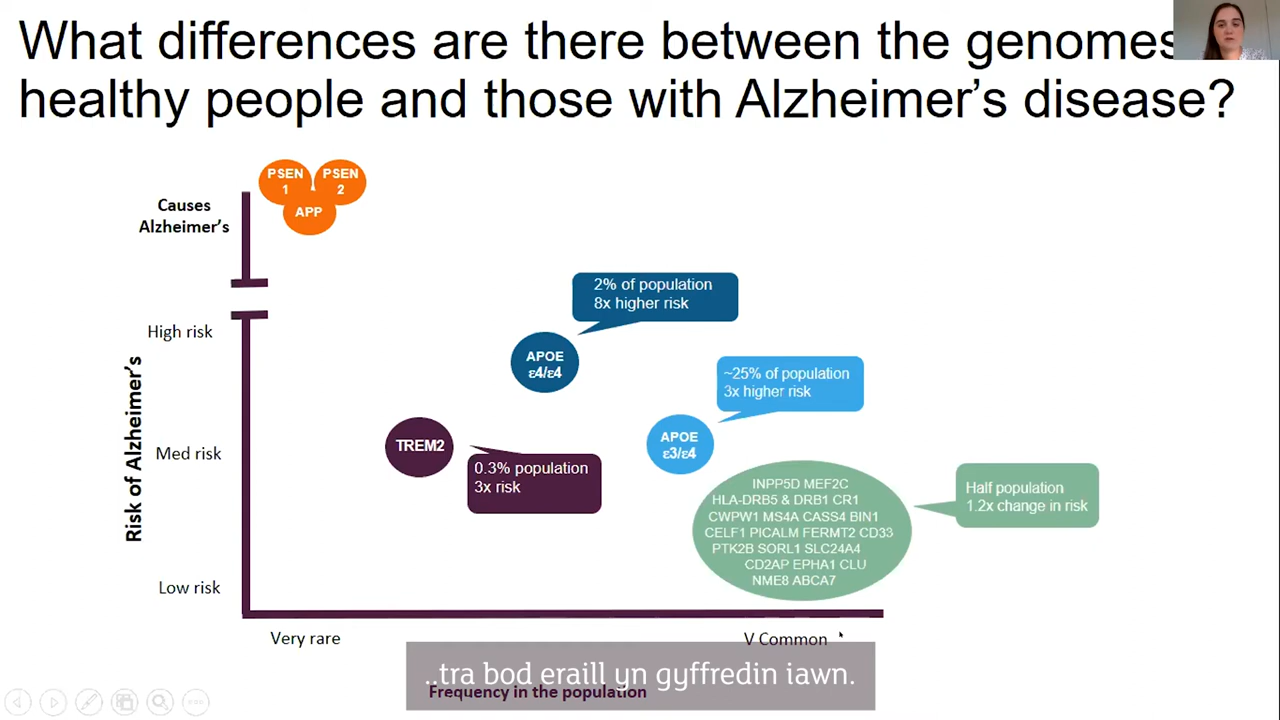 What differences are there between the genomes
healthy people and those with Alzheimer's disease?
PSEN
1
PSEN
2
APP
Causes
Alzheimer's
2% of population
8x higher risk
High risk
APOE
ε4/ε4
~25% of population
3x higher risk
Risk of Alzheimer's
TREM2
APOE
ε3/ε4
Med risk
0.3% population
3x risk
INPP5D MEF2C
HLA-DRB5 & DRB1 CR1
CWPW1 MS4A CASS4 BIN1
CELF1 PICALM FERMT2 CD33
PTK2B SORL1 SLC24A4
CD2AP EPHA1 CLU
NME8 ABCA7
Half population
1.2x change in risk
Low risk
Very rare
V Common
..tra bod eraill yn gyffredin iawn.
Frequency in the population